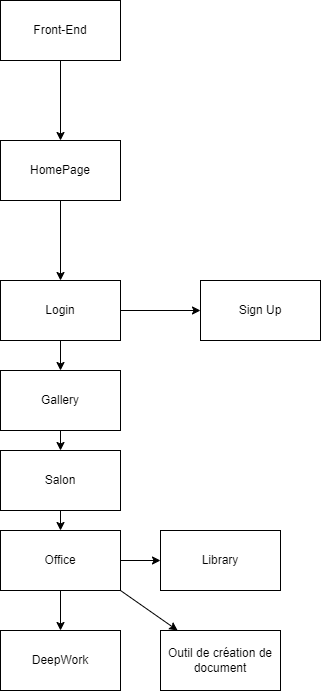 Front-End
HomePage
Login
Sign Up
Gallery
Salon
Office
Library
DeepWork
Outil de création de
document